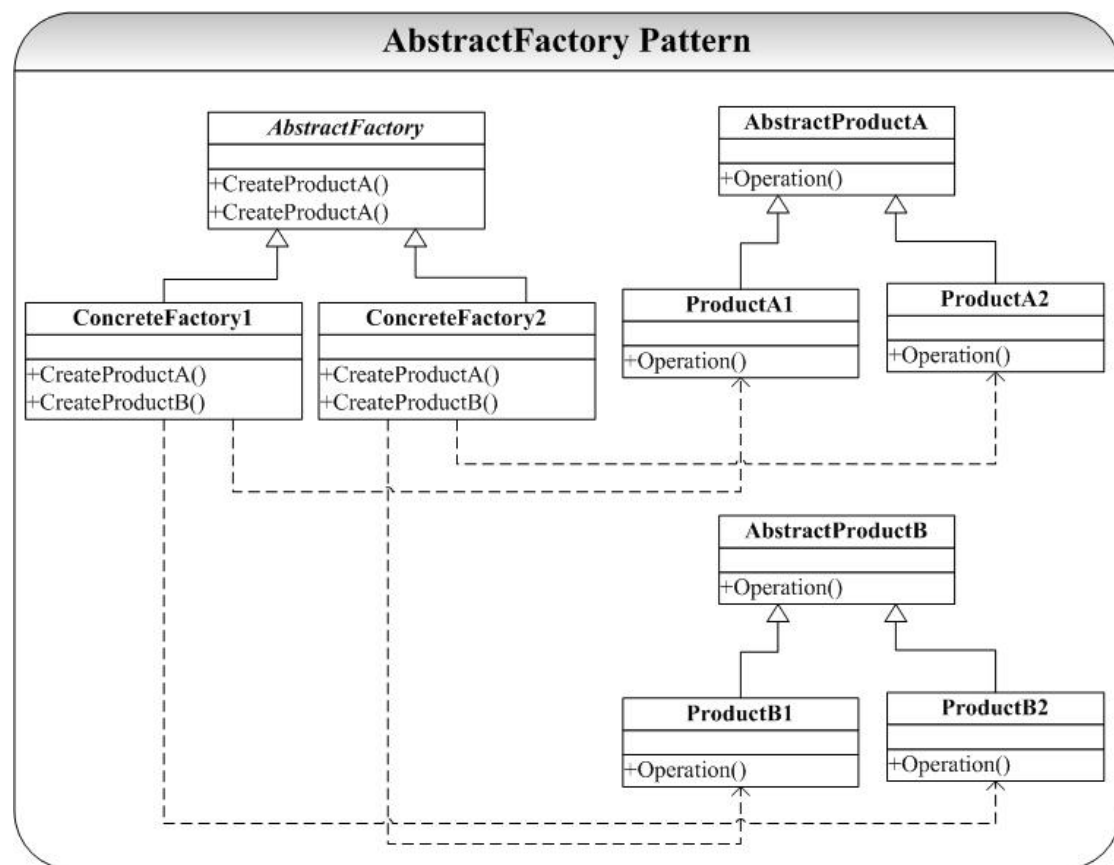 AbstractFactory Pattern
AbstractFactory
+CreateProductA()
+CreateProductA()
AbstractProductA
+Operation()
ConcreteFactory1
+CreateProductA()
+CreateProductB()
ConcreteFactory2
+CreateProductA()
+CreateProductB()
ProductA1
+Operation()
ProductA2
+Operation()
AbstractProductB
+Operation()
ProductB1
+Operation()
ProductB2
+Operation()